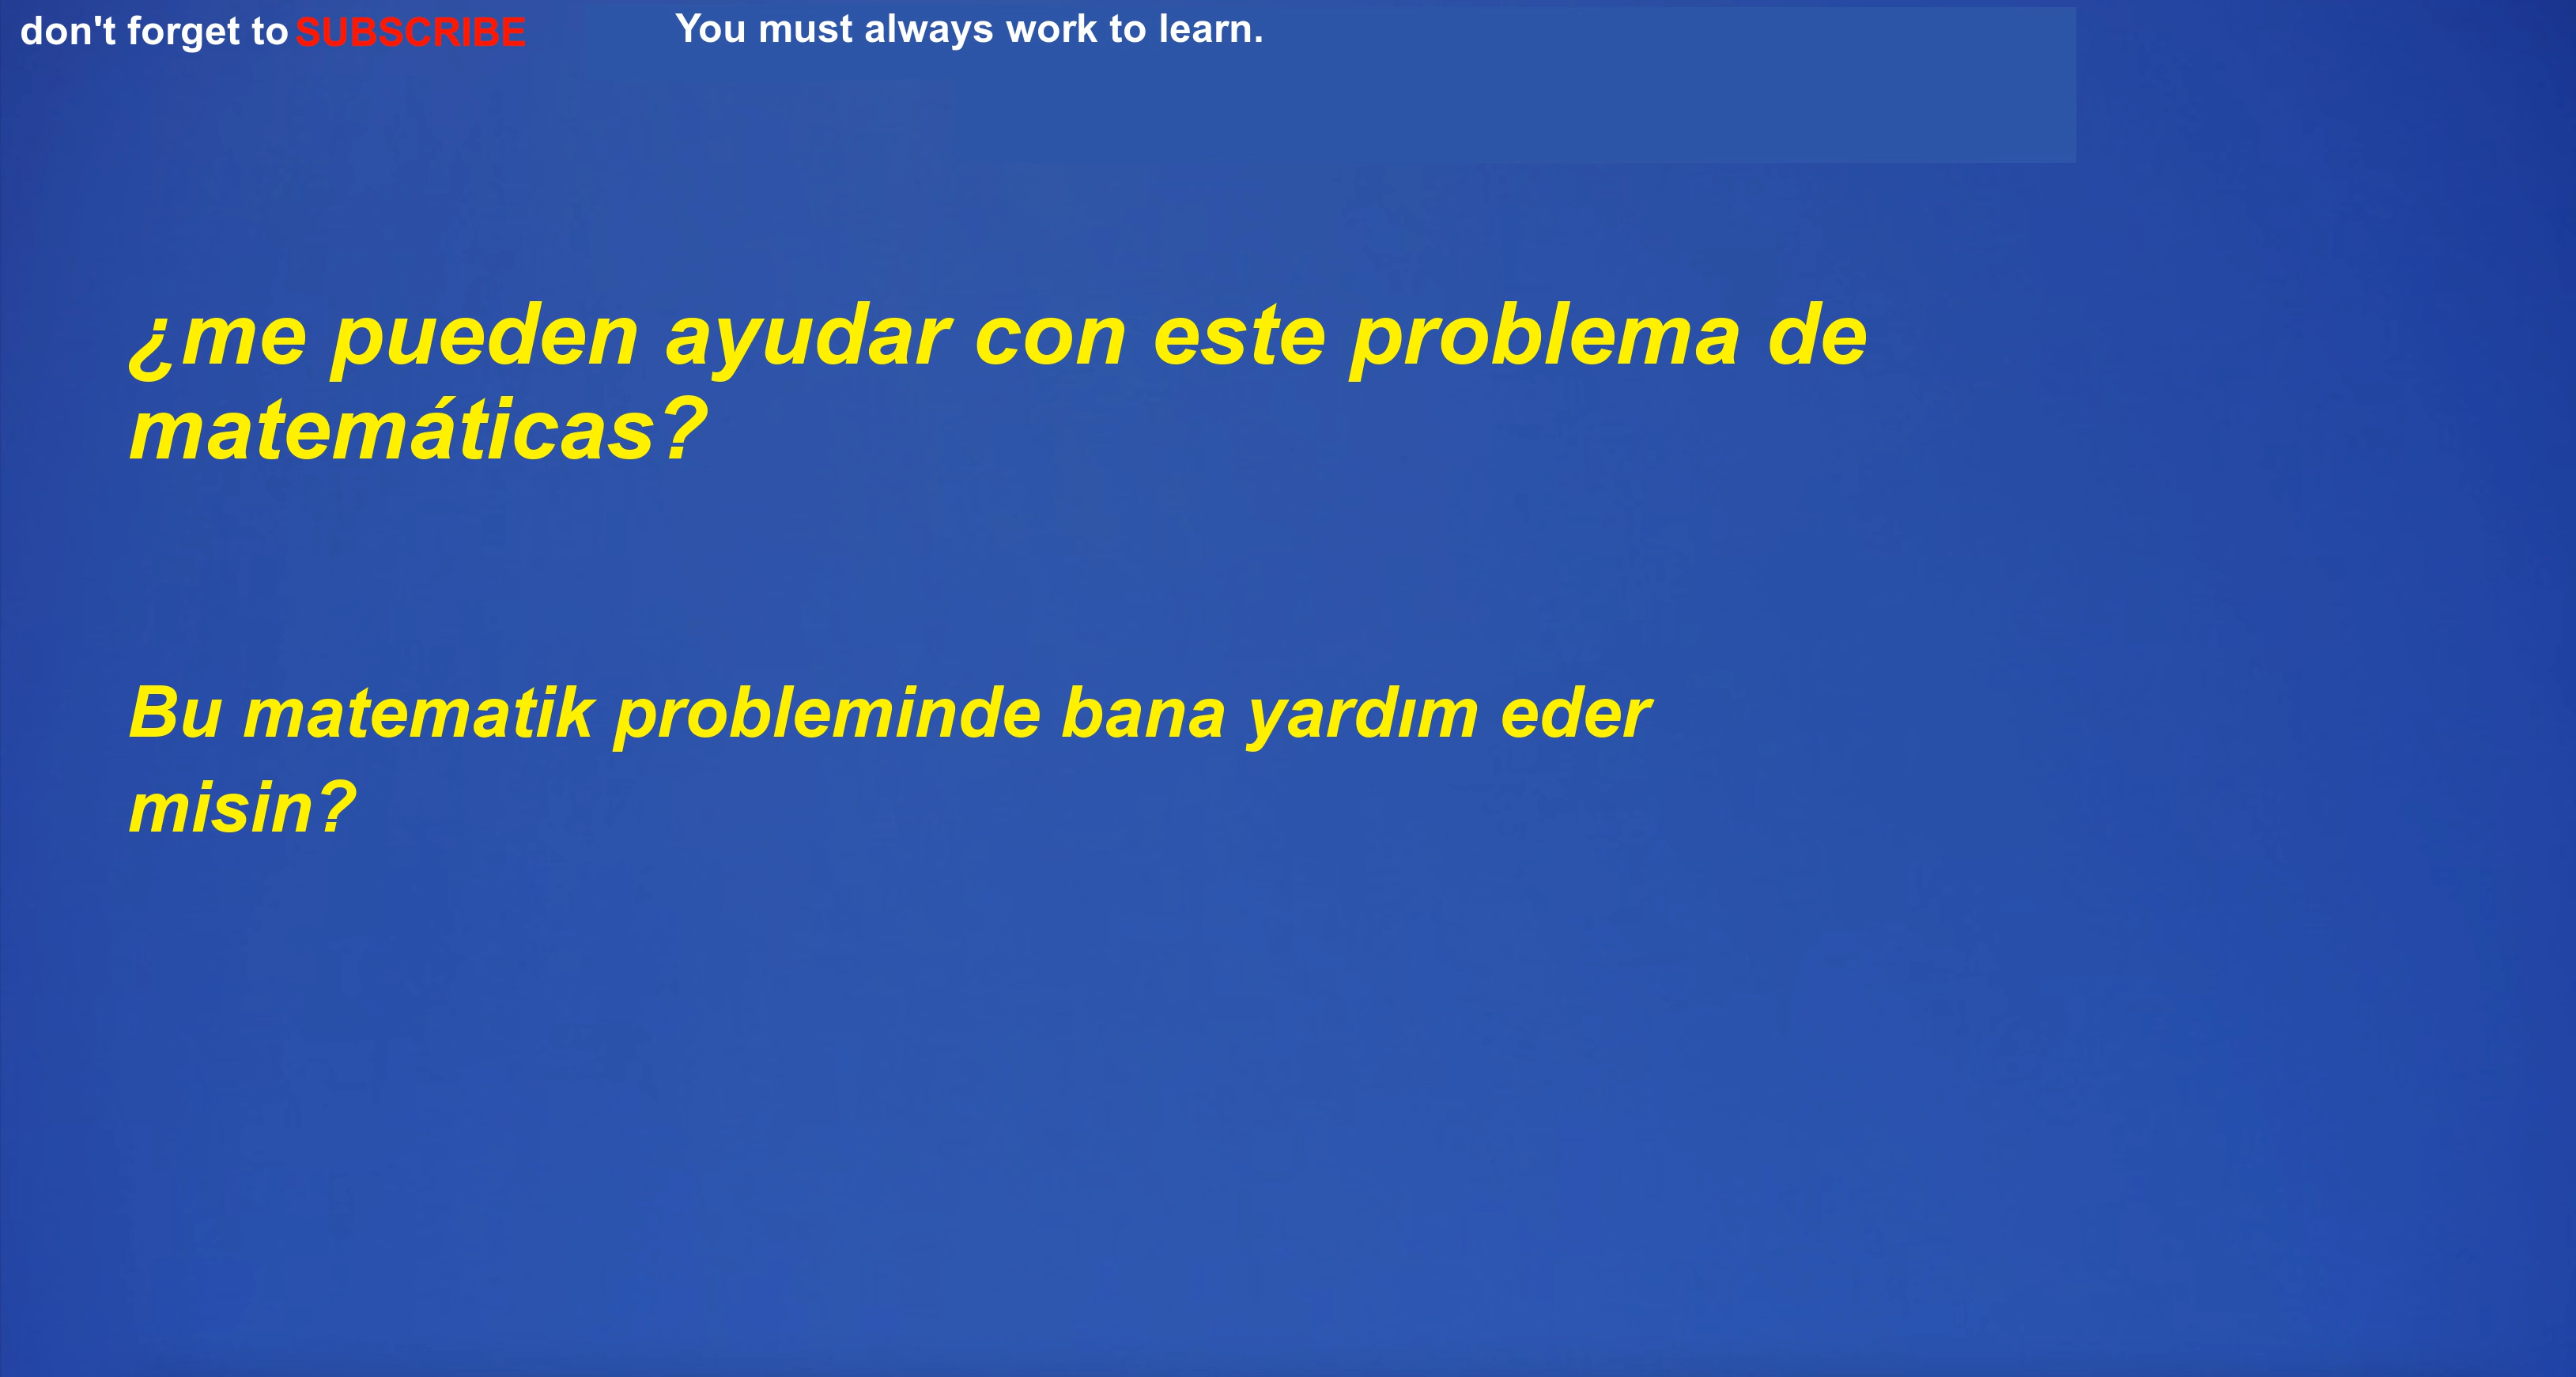 don't forget to SUBSCRIBE You must always work to learn.
¿me pueden ayudar con este problema de
matemáticas?
Bu matematik probleminde bana yardım eder
misin?